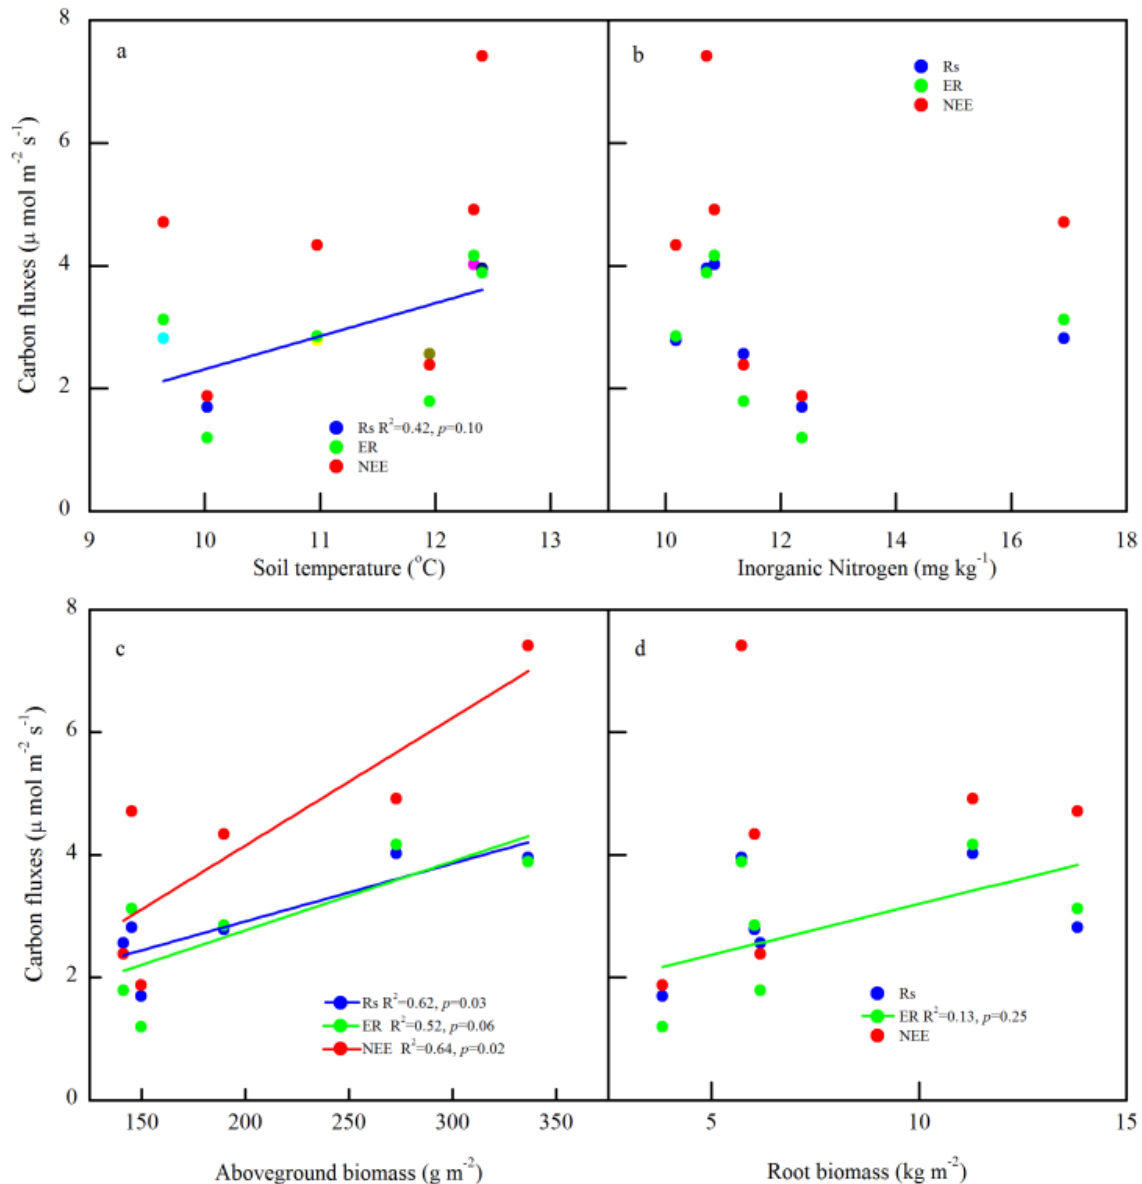 a
b
8
6
4
2
0
Carbon fluxes (μ mol m⁻² s⁻¹)
Rs
ER
NEE
Rs R²=0.42, p=0.10
ER
NEE
9 10 11 12 13
10 12 14 16 18
Soil temperature (°C)
Inorganic Nitrogen (mg kg⁻¹)
c
d
8
6
4
2
0
Carbon fluxes (μ mol m⁻² s⁻¹)
Rs R²=0.62, p=0.03
ER R²=0.52, p=0.06
NEE R²=0.64, p=0.02
Rs
ER R²=0.13, p=0.25
NEE
150 200 250 300 350
5 10 15
Aboveground biomass (g m⁻²)
Root biomass (kg m⁻²)